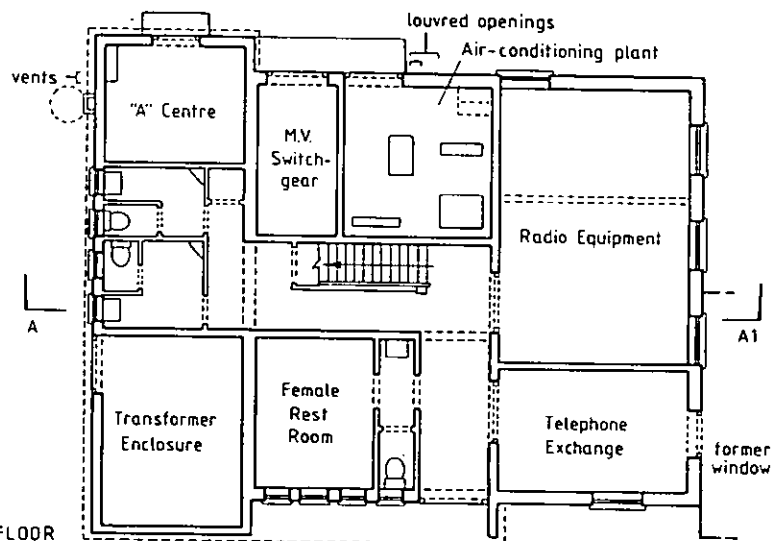 louvred openings
Air-conditioning plant
vents
"A" Centre
M.V.
Switch-
gear
Radio Equipment
A
A1
Transformer
Enclosure
Female
Rest
Room
Telephone
Exchange
former
window
FLOOR